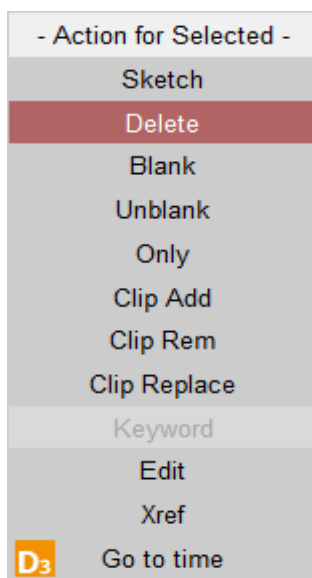 - Action for Selected -
Sketch
Delete
Blank
Unblank
Only
Clip Add
Clip Rem
Clip Replace
Keyword
Edit
Xref
D3 Go to time